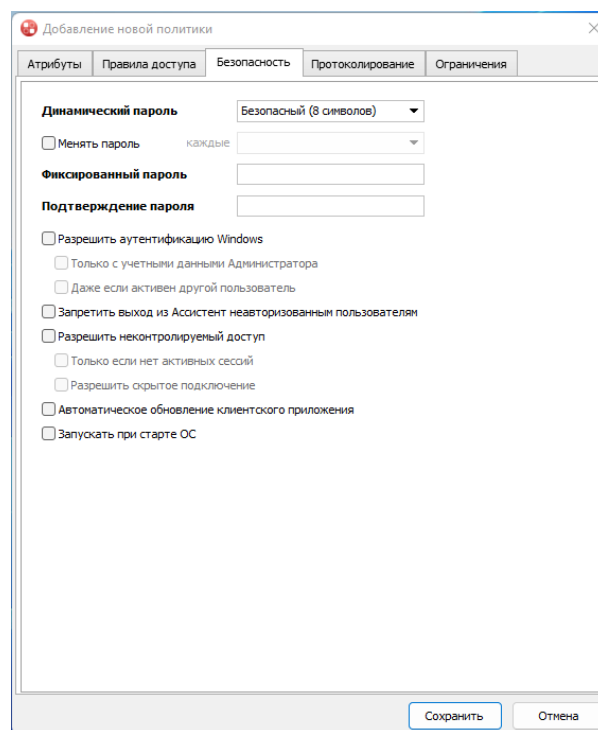 Добавление новой политики
Атрибуты Правила доступа Безопасность Протоколирование Ограничения
Динамический пароль Безопасный (8 символов)
Менять пароль каждые
Фиксированный пароль
Подтверждение пароля
Разрешить аутентификацию Windows
Только с учетными данными Администратора
Даже если активен другой пользователь
Запретить выход из Ассистент неавторизованным пользователям
Разрешить неконтролируемый доступ
Только если нет активных сессий
Разрешить скрытое подключение
Автоматическое обновление клиентского приложения
Запускать при старте ОС
Сохранить Отмена